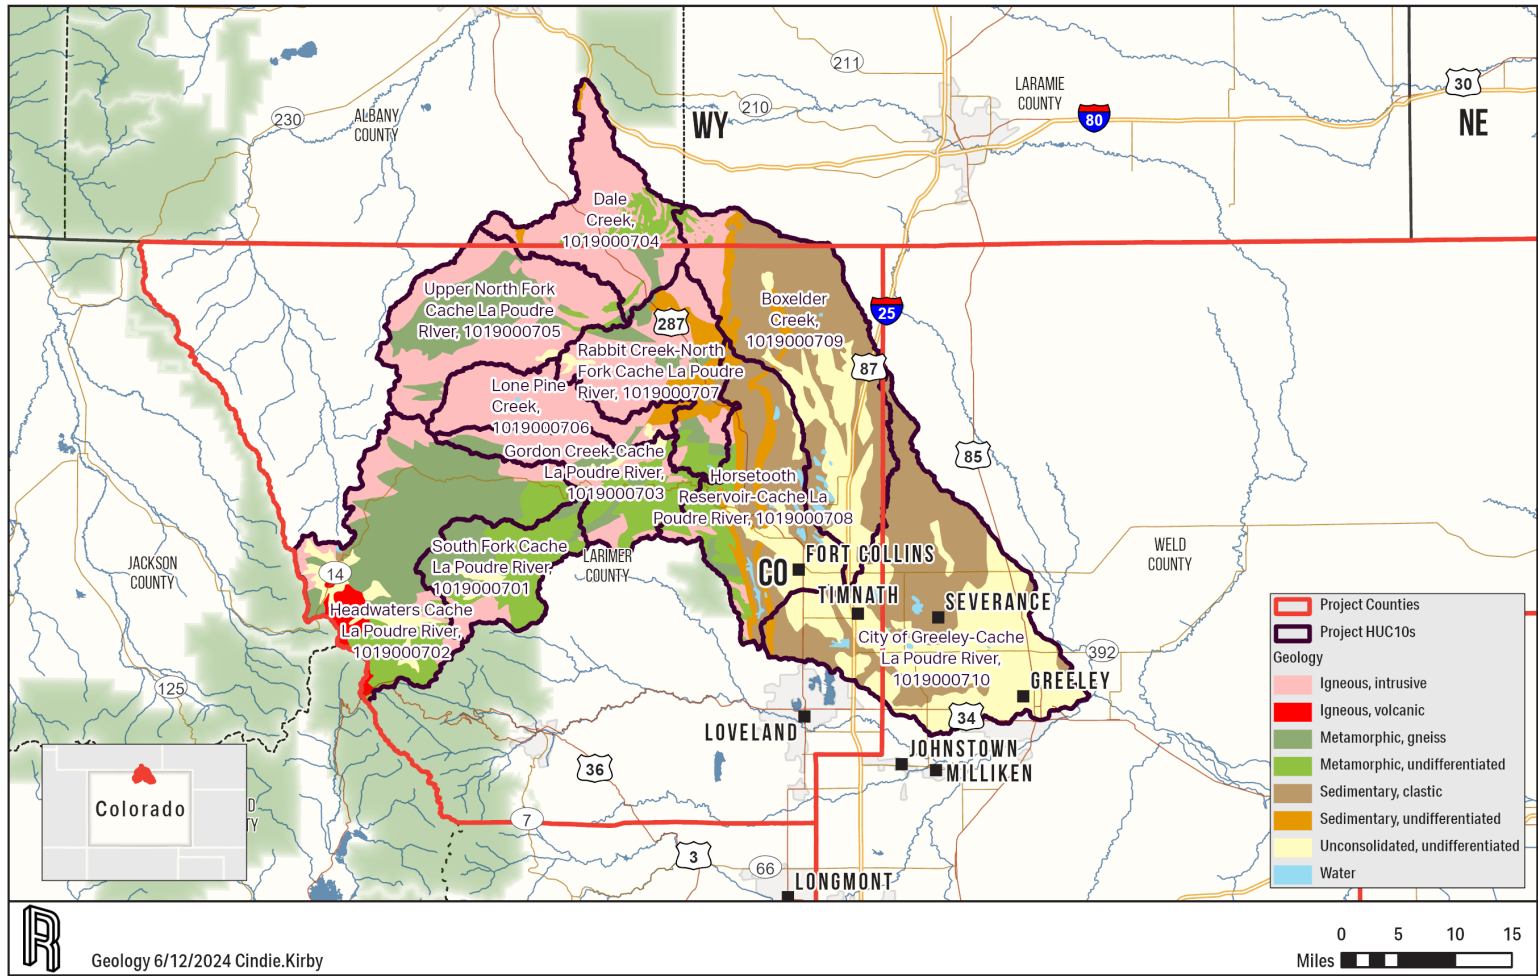 211
LARAMIE
COUNTY
30
210
230
ALBANY
COUNTY
WY
80
NE
Dale
Creek,
1019000704
Upper North Fork
Cache La Poudre
RIver, 1019000705
Boxelder
Creek,
1019000709
25
287
Rabbit Creek-North
Fork Cache La Poudre
River, 1019000707
87
Lone Pine
Creek,
1019000706
Gordon Creek-Cache
La Poudre River,
1019000703
85
Horsetooth
Reservoir-Cache La
Poudre River, 1019000708
South Fork Cache
La Poudre River,
1019000701
LARIMER
COUNTY
FORT COLLINS
CO
WELD
COUNTY
JACKSON
COUNTY
14
TIMNATH
SEVERANCE
Headwaters Cache
La Poudre River,
1019000702
City of Greeley-Cache
La Poudre River,
1019000710
392
125
GREELEY
34
LOVELAND
JOHNSTOWN
MILLIKEN
36
7
3
66
LONGMONT
Colorado
D
TY
Project Counties
Project HUC10s
Geology
Igneous, intrusive
Igneous, volcanic
Metamorphic, gneiss
Metamorphic, undifferentiated
Sedimentary, clastic
Sedimentary, undifferentiated
Unconsolidated, undifferentiated
Water
R
Geology 6/12/2024 Cindie.Kirby
0 5 10 15
Miles